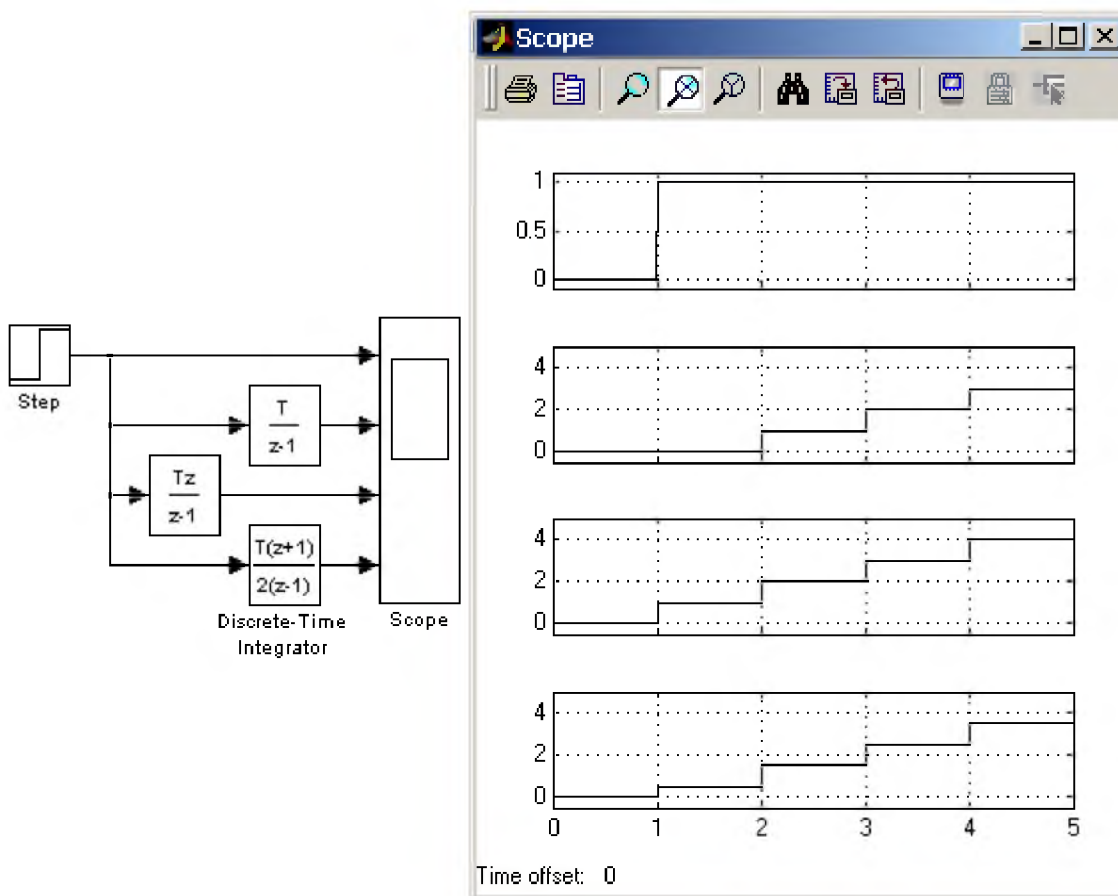 Step
T
z-1
Tz
z-1
T(z+1)
2(z-1)
Discrete-Time
Integrator
Scope
Scope
1
0.5
0
4
2
0
4
2
0
4
2
0
0 1 2 3 4 5
Time offset: 0